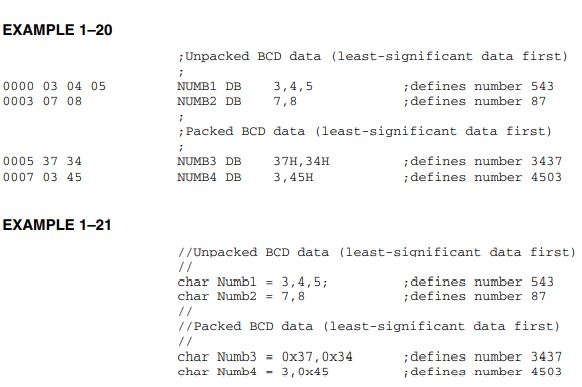 EXAMPLE 1–20
;Unpacked BCD data (least-significant data first)
;
0000 03 04 05 NUMB1 DB 3,4,5 ;defines number 543
0003 07 08 NUMB2 DB 7,8 ;defines number 87
;
;Packed BCD data (least-significant data first)
;
0005 37 34 NUMB3 DB 37H,34H ;defines number 3437
0007 03 45 NUMB4 DB 3,45H ;defines number 4503
EXAMPLE 1–21
//Unpacked BCD data (least-significant data first)
//
char Numb1 = 3,4,5; ;defines number 543
char Numb2 = 7,8 ;defines number 87
//
//Packed BCD data (least-significant data first)
//
char Numb3 = 0x37,0x34 ;defines number 3437
char Numb4 = 3,0x45 ;defines number 4503